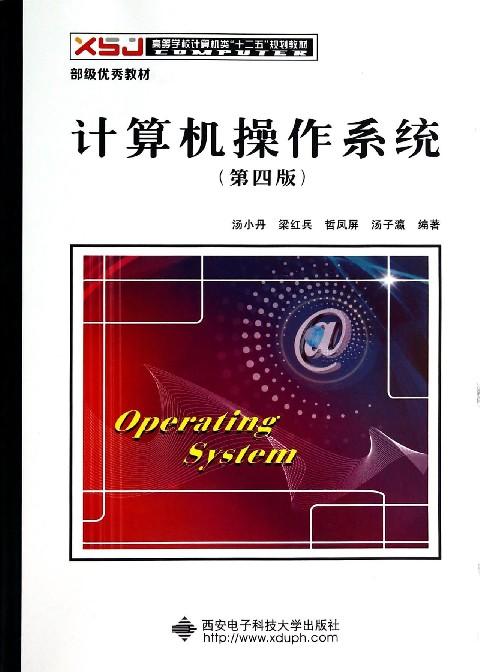 XSJ 高等学校计算机类“十二五”规划教材
COMPUTER
部级优秀教材
计算机操作系统
(第四版)
汤小丹 梁红兵 哲凤屏 汤子瀛 编著
@
Operating
System
西安电子科技大学出版社
http://www.xduph.com